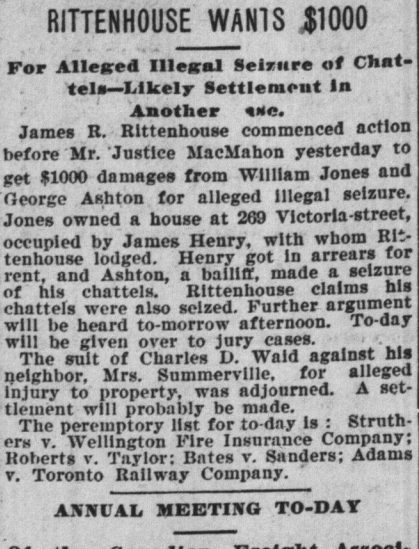 RITTENHOUSE WANTS $1000
For Alleged Illegal Seizure of Chat-
tels—Likely Settlement in
Another
James R. Rittenhouse commenced action
before Mr. Justice MacMahon yesterday to
get $1000 damages from William Jones and
George Ashton for alleged illegal seizure.
Jones owned a house at 269 Victoria-street,
occupied by James Henry, with whom Rit-
tenhouse lodged. Henry got in arrears for
rent, and Ashton, a bailiff, made a seizure
of his chattels. Rittenhouse claims his
chattels were also seized. Further argument
will be heard to-morrow afternoon. To-day
will be given over to jury cases.
The suit of Charles D. Waid against his
neighbor, Mrs. Summerville, for alleged
injury to property, was adjourned. A set-
tlement will probably be made.
The peremptory list for to-day is : Struth-
ers v. Wellington Fire Insurance Company;
Roberts v. Taylor; Bates v. Sanders; Adams
v. Toronto Railway Company.
ANNUAL MEETING TO-DAY